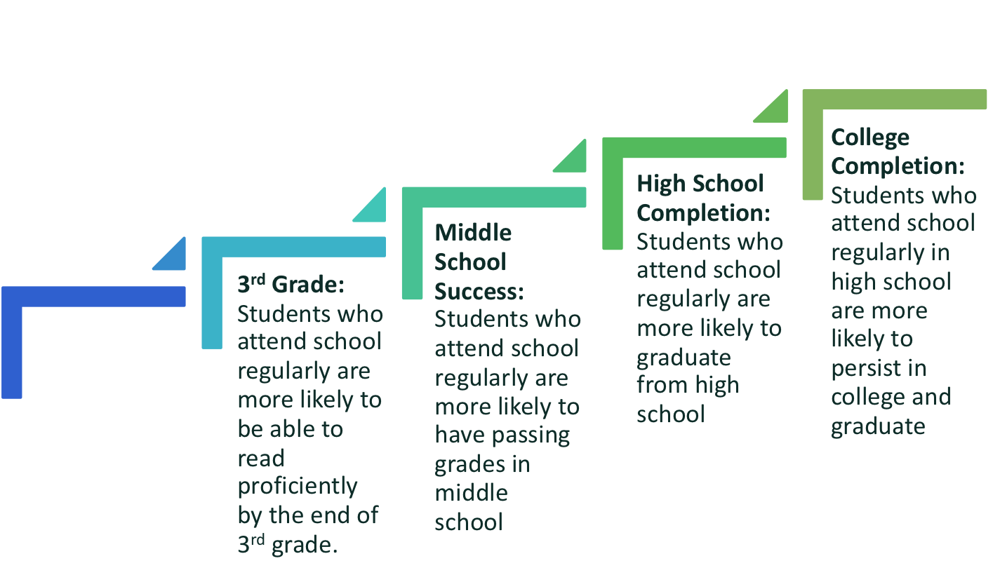 3rd Grade:
Students who
attend school
regularly are
more likely to
be able to
read
proficiently
by the end of
3rd grade.
Middle
School
Success:
Students who
attend school
regularly are
more likely to
have passing
grades in
middle
school
High School
Completion:
Students who
attend school
regularly are
more likely to
graduate
from high
school
College
Completion:
Students who
attend school
regularly in
high school
are more
likely to
persist in
college and
graduate